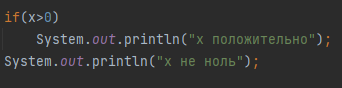 if(x>0)
    System.out.println("x положительно");
System.out.println("x не ноль");